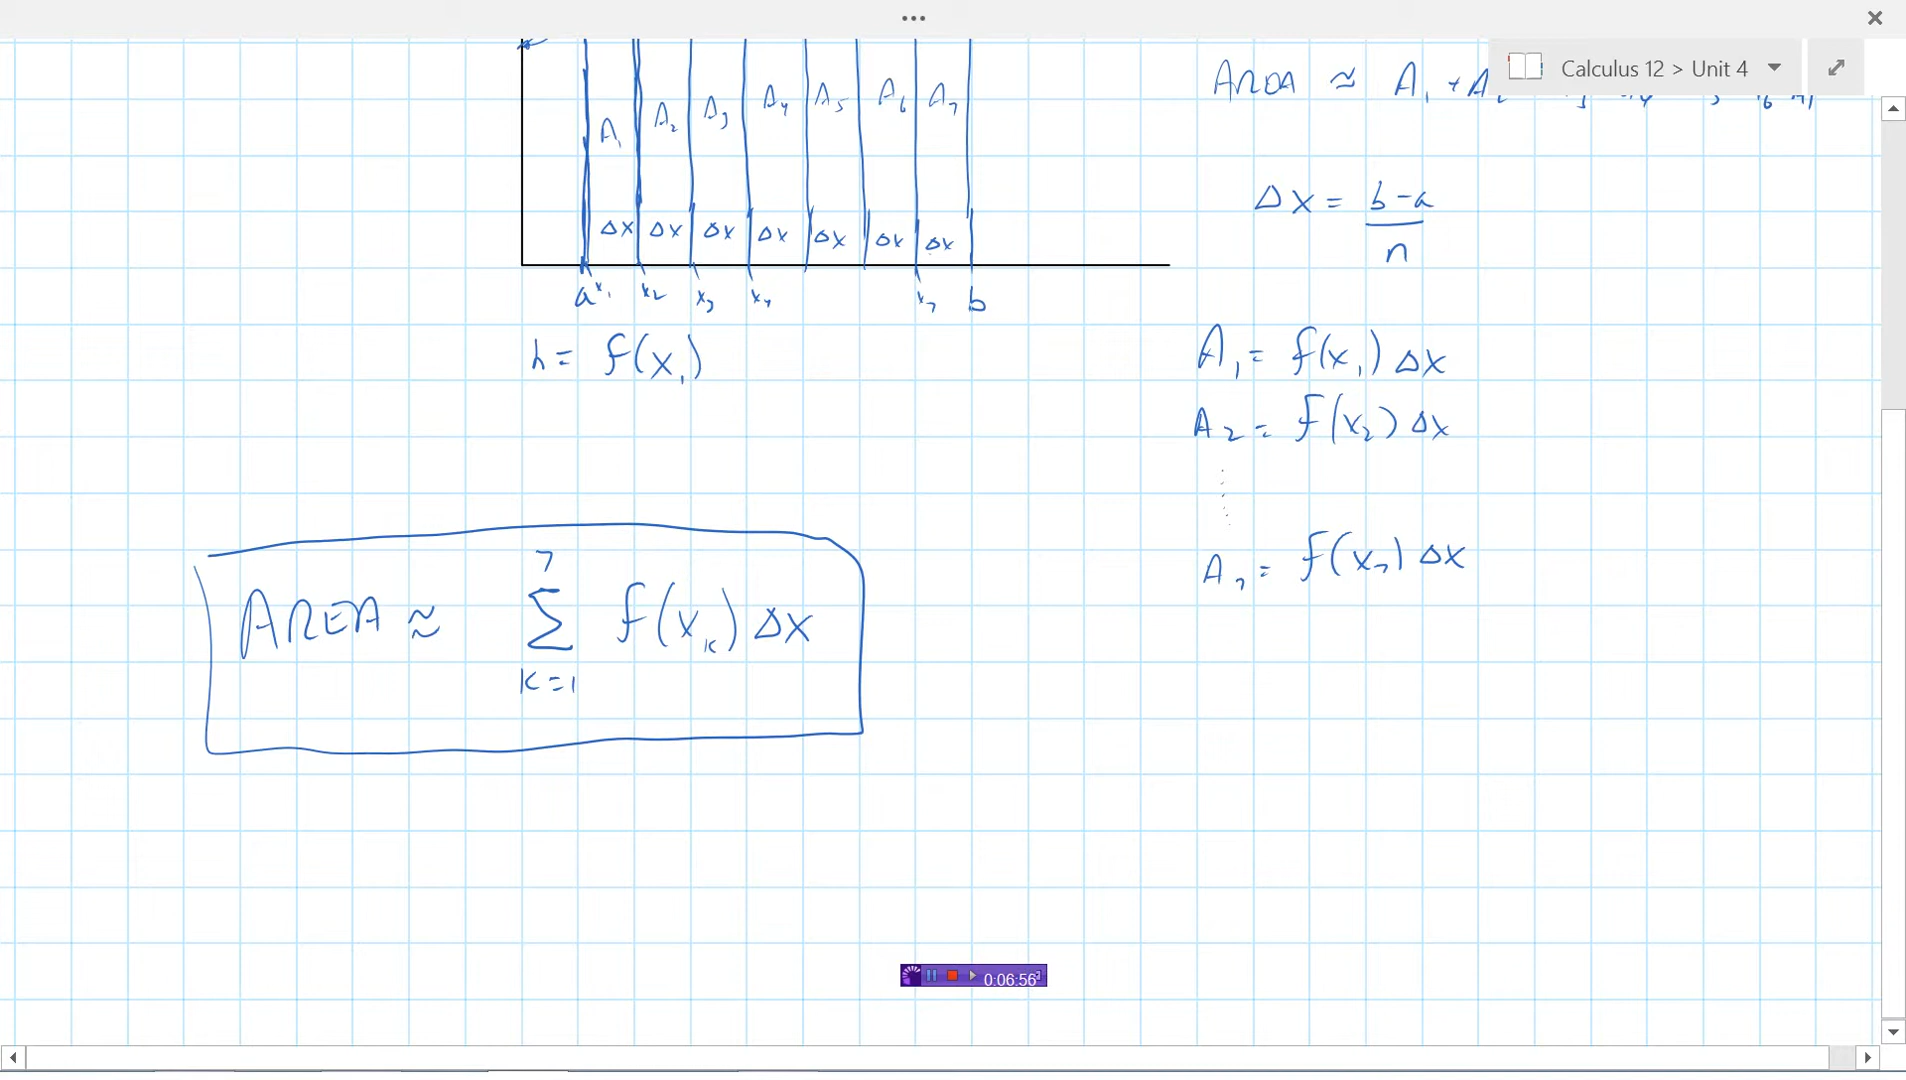 ...
Calculus 12 > Unit 4
AREA ≈ A₁ + A₂
A₁ A₂ A₃ A₄ A₅ A₆ A₇
Δx = b - a
n
Δx Δx Δx Δx Δx Δx Δx
a x₁ x₂ x₃ x₄ x₇ b
h = f(x₁)
A₁ = f(x₁) Δx
A₂ = f(x₂) Δx
A₇ = f(x₇) Δx
7
AREA ≈ Σ f(xₖ) Δx
K=1
0:06:56